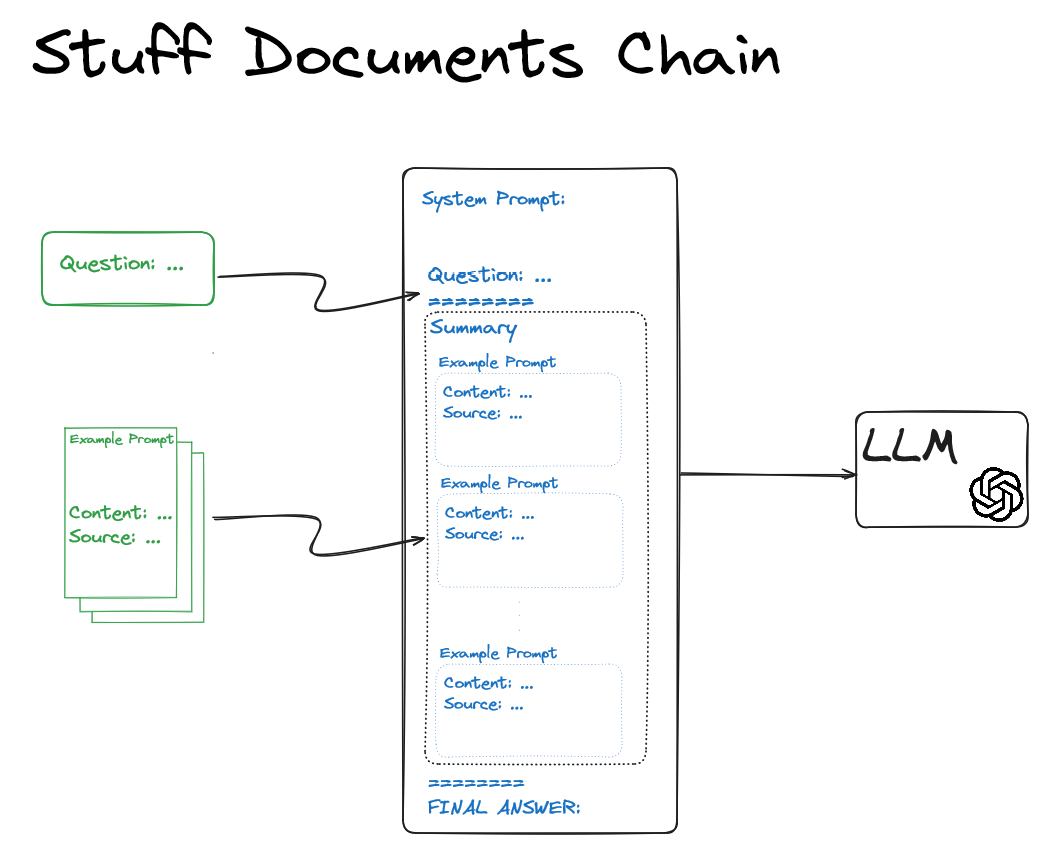 Stuff Documents Chain
Question: ...
Example Prompt
Content: ...
Source: ...
System Prompt:
Question: ...
========
Summary
Example Prompt
Content: ...
Source: ...
Example Prompt
Content: ...
Source: ...
.
.
.
Example Prompt
Content: ...
Source: ...
========
FINAL ANSWER:
LLM